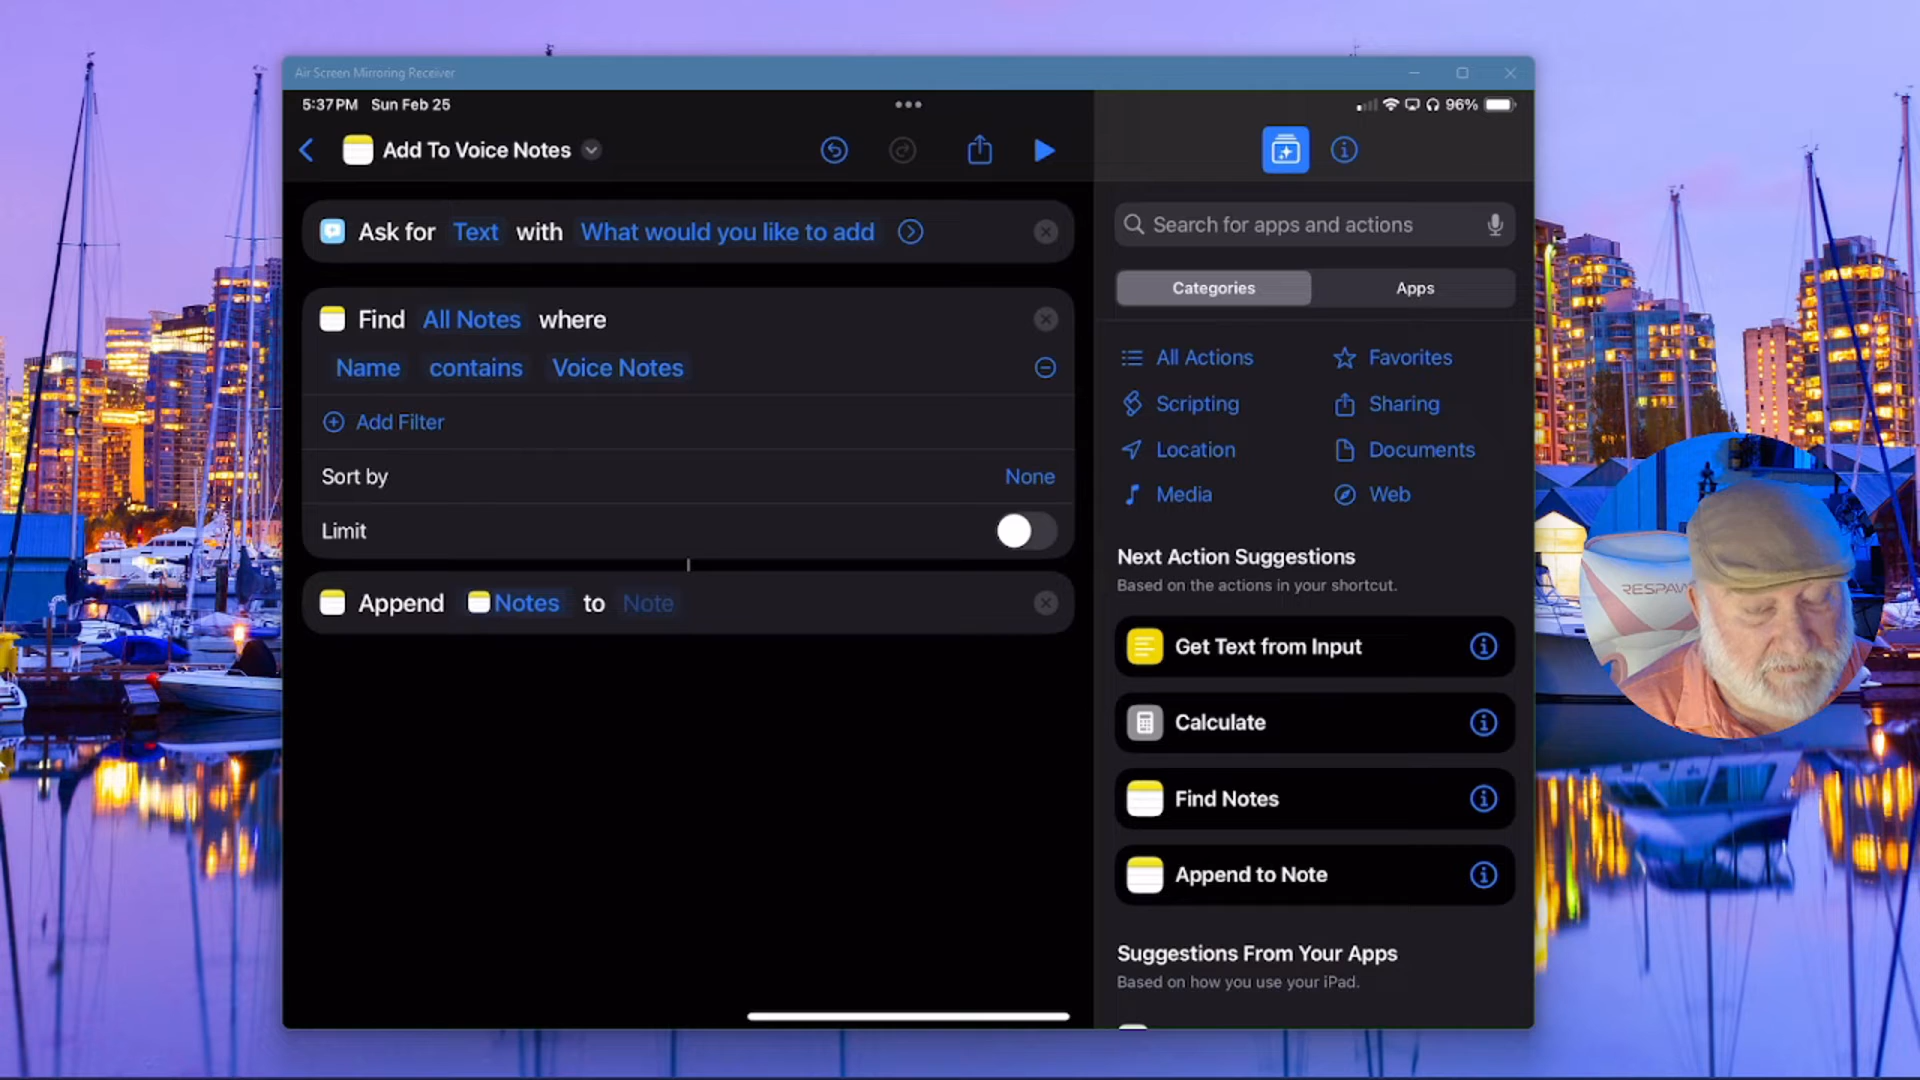 Air Screen Mirroring Receiver
5:37 PM Sun Feb 25
96%
Add To Voice Notes
Ask for Text with What would you like to add
Find All Notes where
Name contains Voice Notes
Add Filter
Sort by None
Limit
Append Notes to Note
Search for apps and actions
Categories Apps
All Actions Favorites
Scripting Sharing
Location Documents
Media Web
Next Action Suggestions
Based on the actions in your shortcut.
Get Text from Input
Calculate
Find Notes
Append to Note
Suggestions From Your Apps
Based on how you use your iPad.